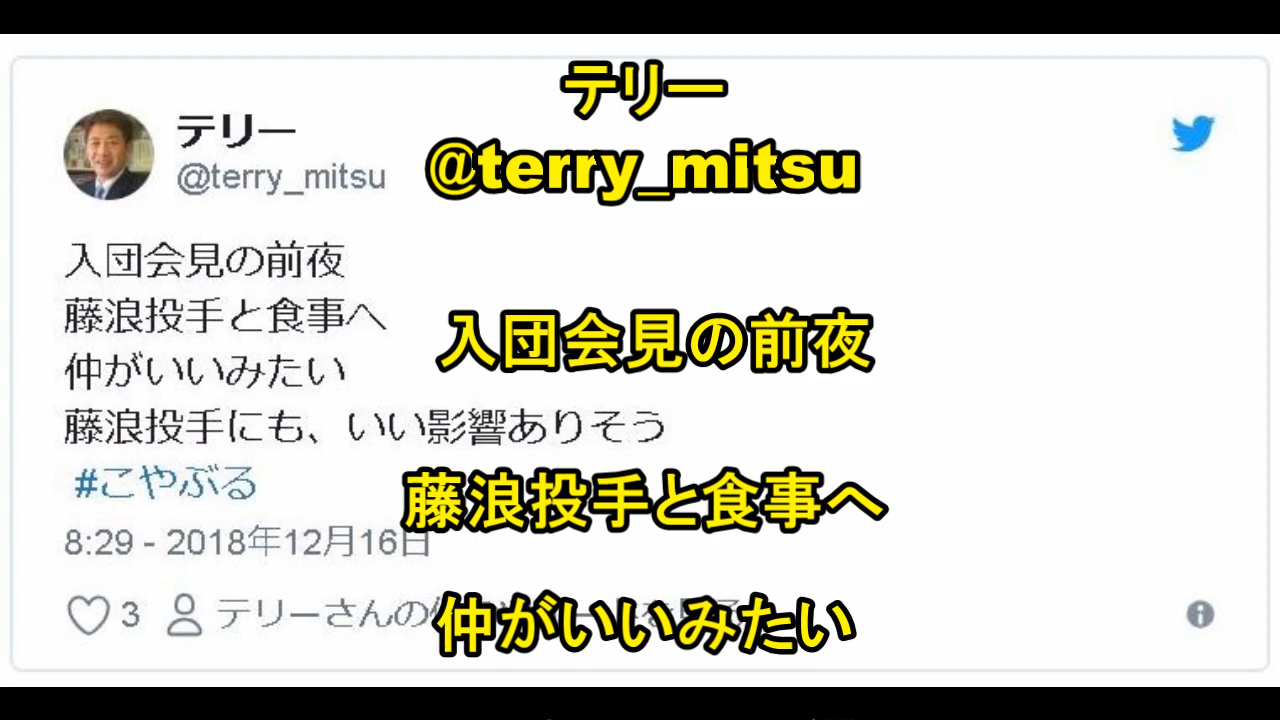 テリー
@terry_mitsu
入団会見の前夜
藤浪投手と食事へ
仲がいいみたい
藤浪投手にも、いい影響ありそう
#こやぶる
8:29 - 2018年12月16日
3
テリーさんの
テリー
@terry_mitsu
入団会見の前夜
藤浪投手と食事へ
仲がいいみたい